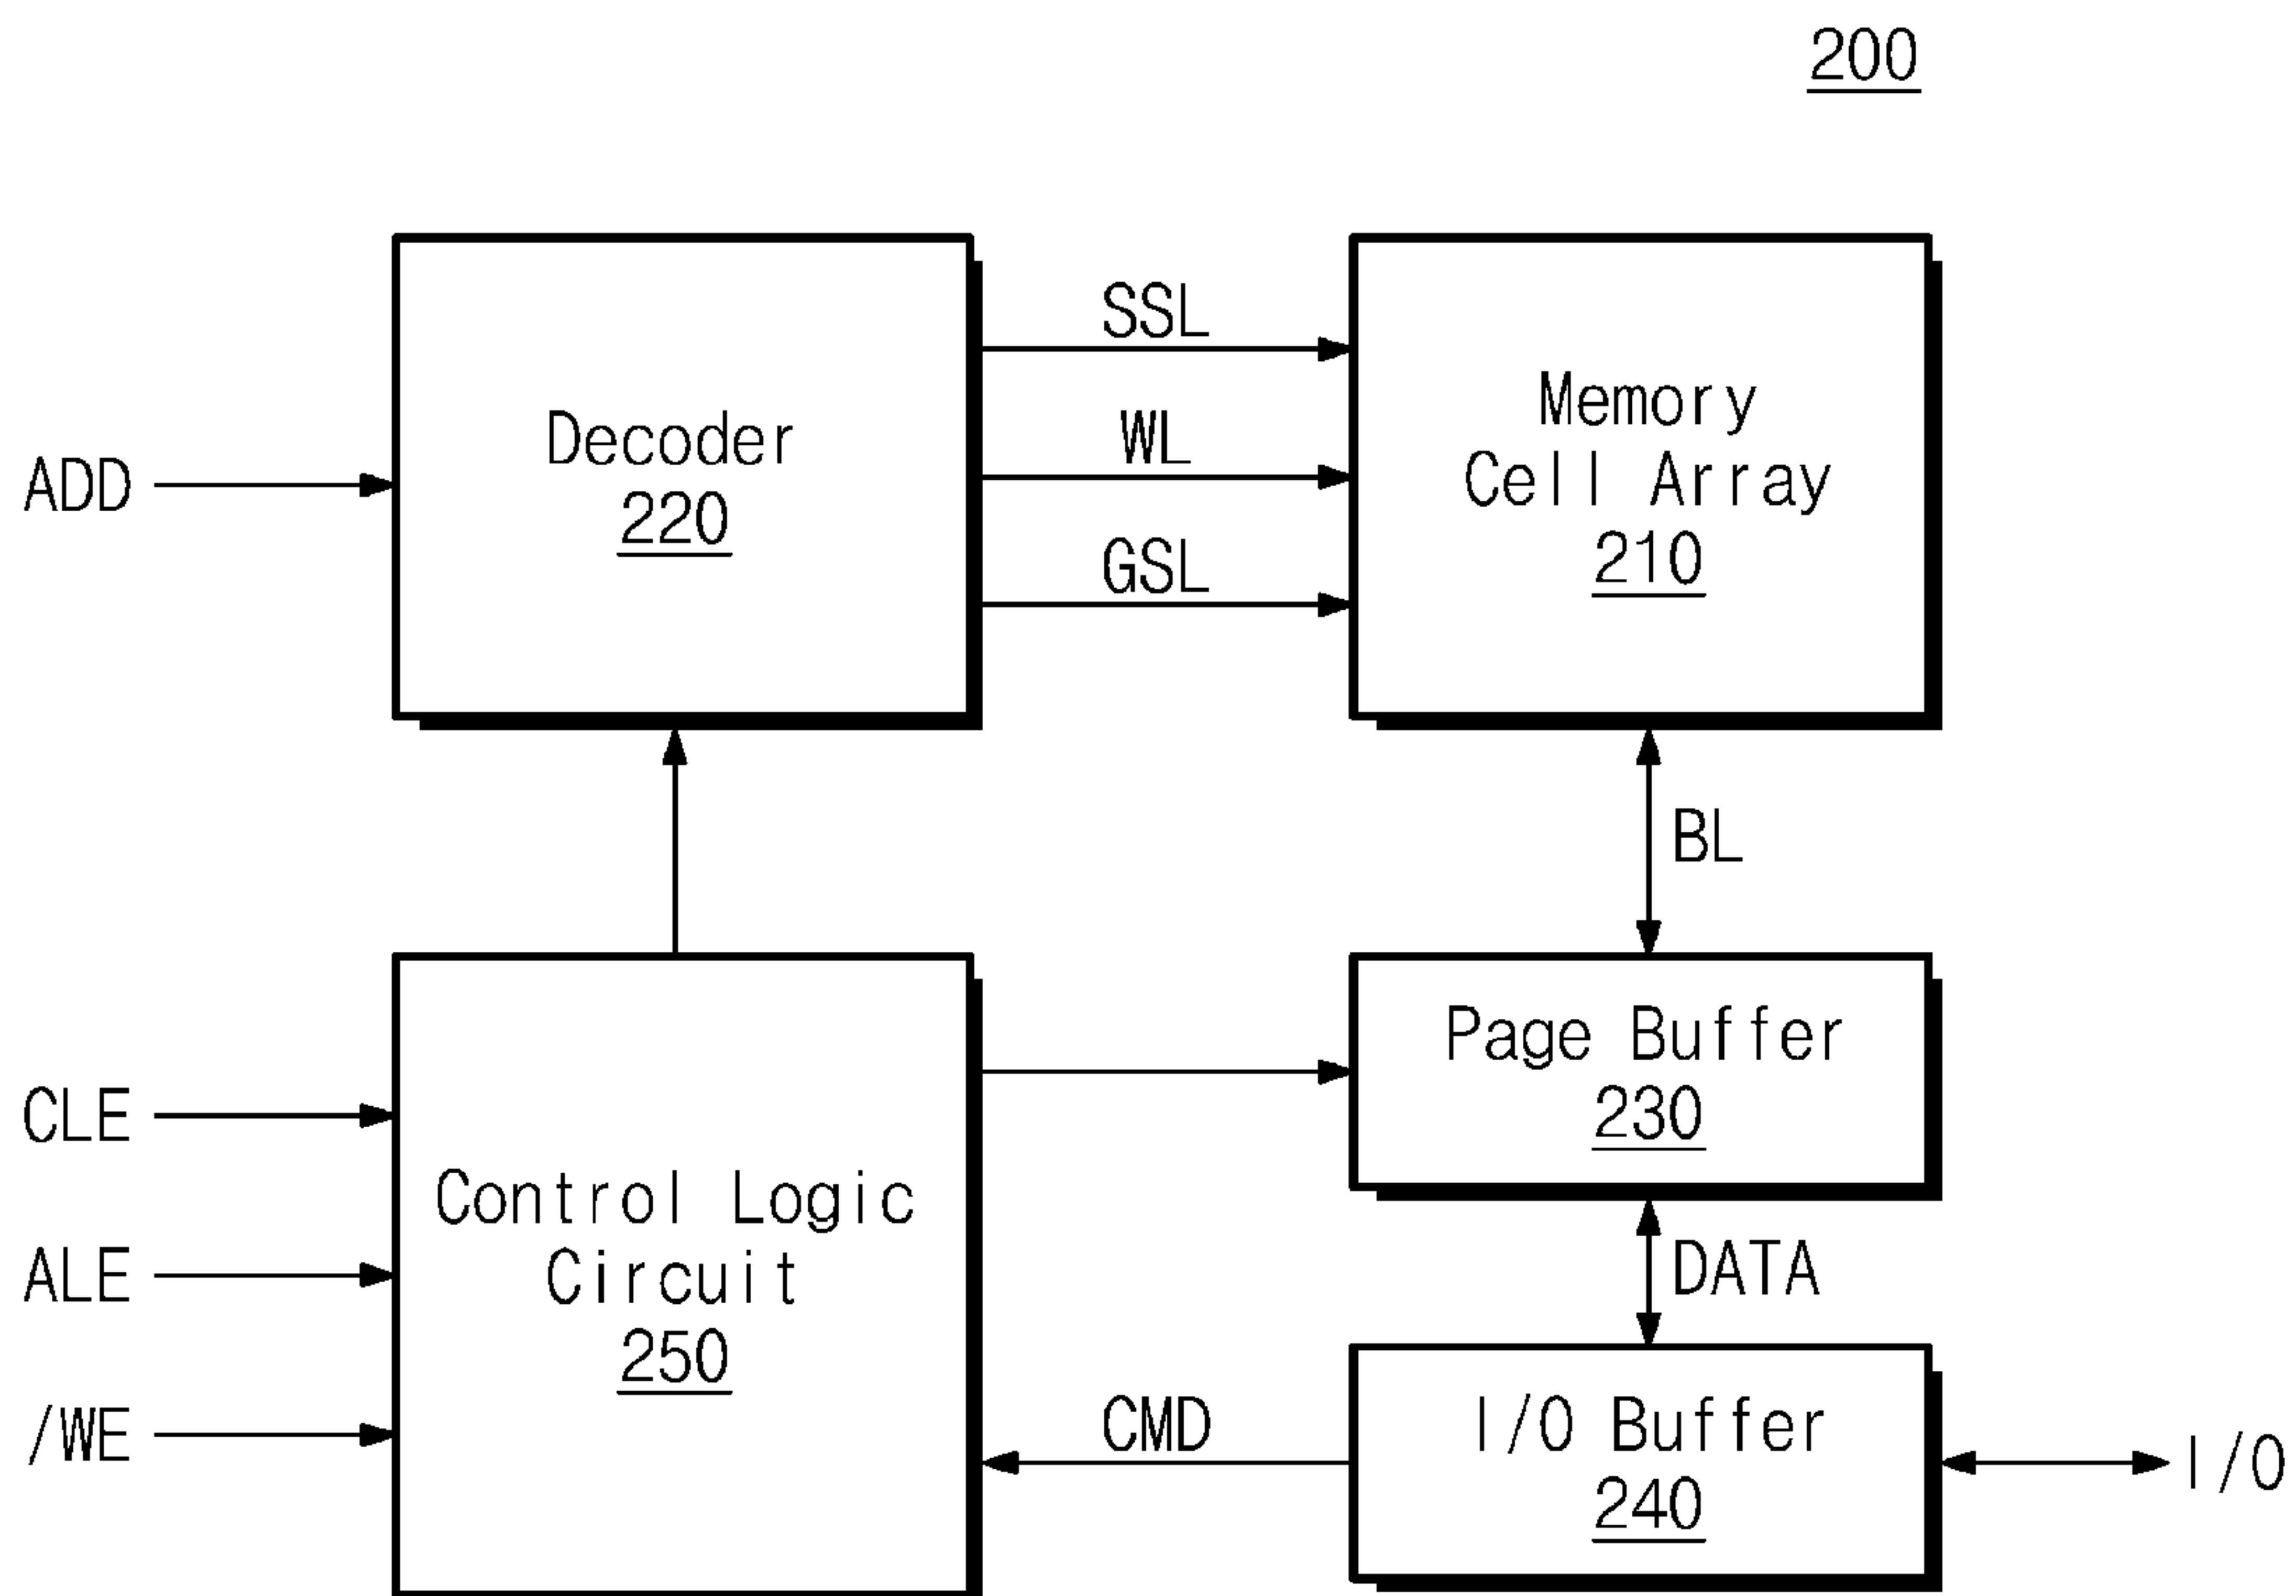 200
SSL
Memory
Cell Array
210
Decoder
220
WL
GSL
ADD
BL
Page Buffer
230
CLE
Control Logic
Circuit
250
ALE
/WE
DATA
CMD
I/O Buffer
240
I/O